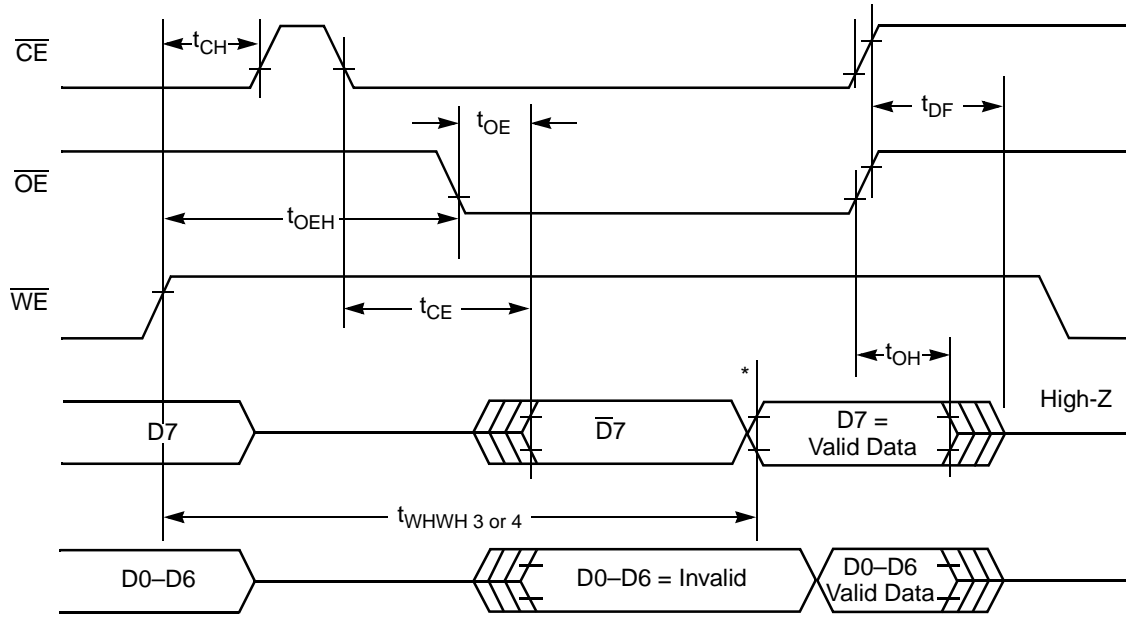 CE
tCH
tDF
tOE
OE
tOEH
WE
tCE
tOH
*
High-Z
D7
D̅7
D7 =
Valid Data
tWHWH 3 or 4
D0–D6
D0–D6 = Invalid
D0–D6
Valid Data